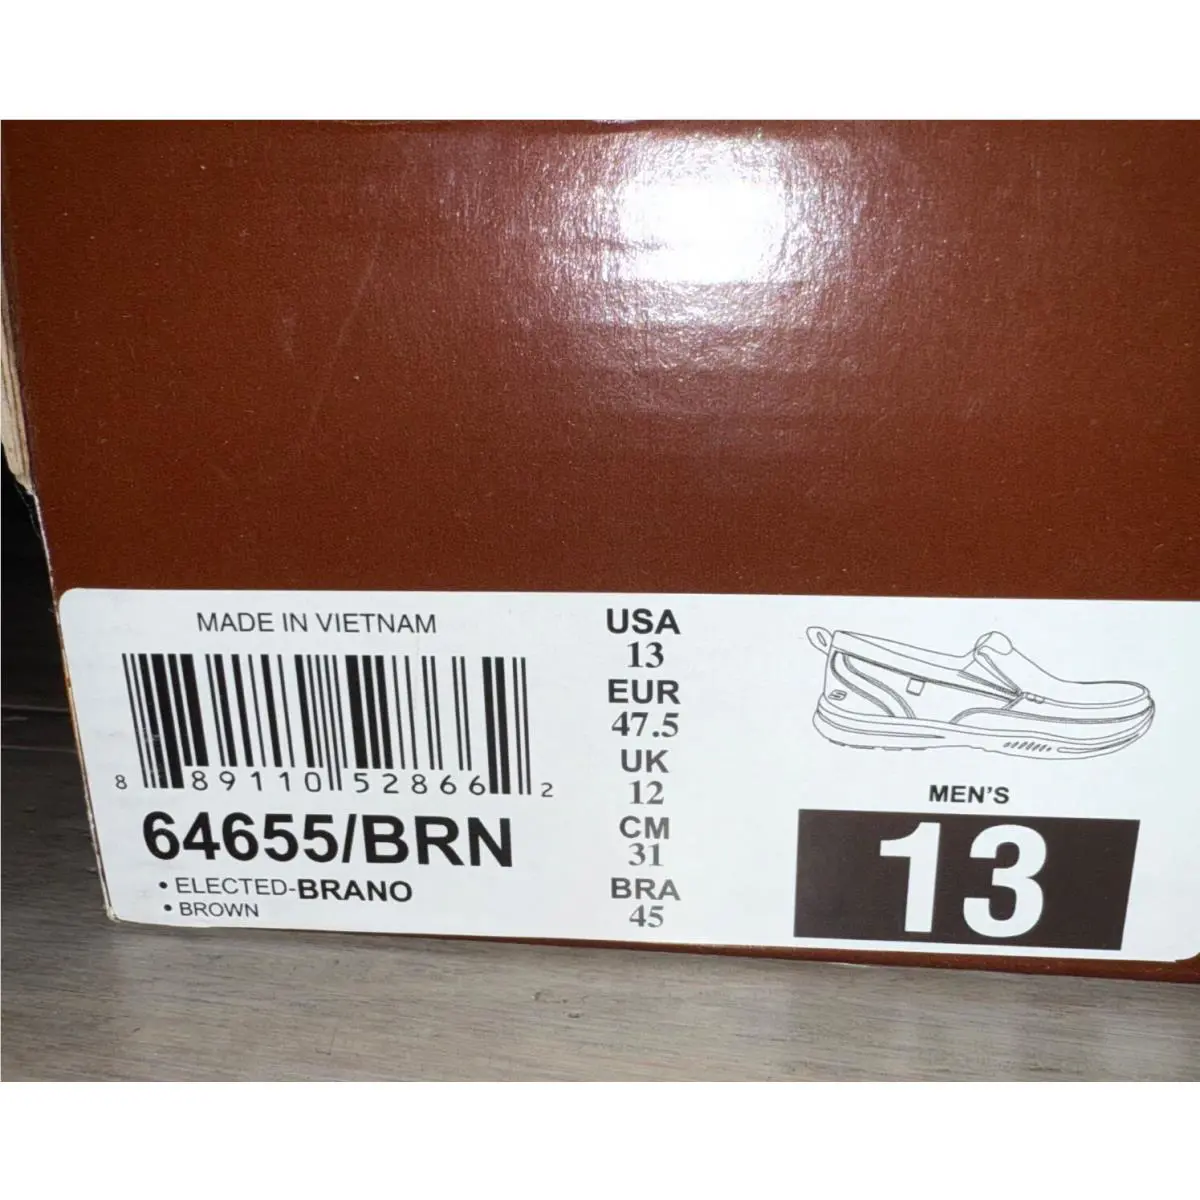 MADE IN VIETNAM
8 89110 52866 2
64655/BRN
• ELECTED-BRANO
• BROWN
USA
13
EUR
47.5
UK
12
CM
31
BRA
45
MEN'S
13